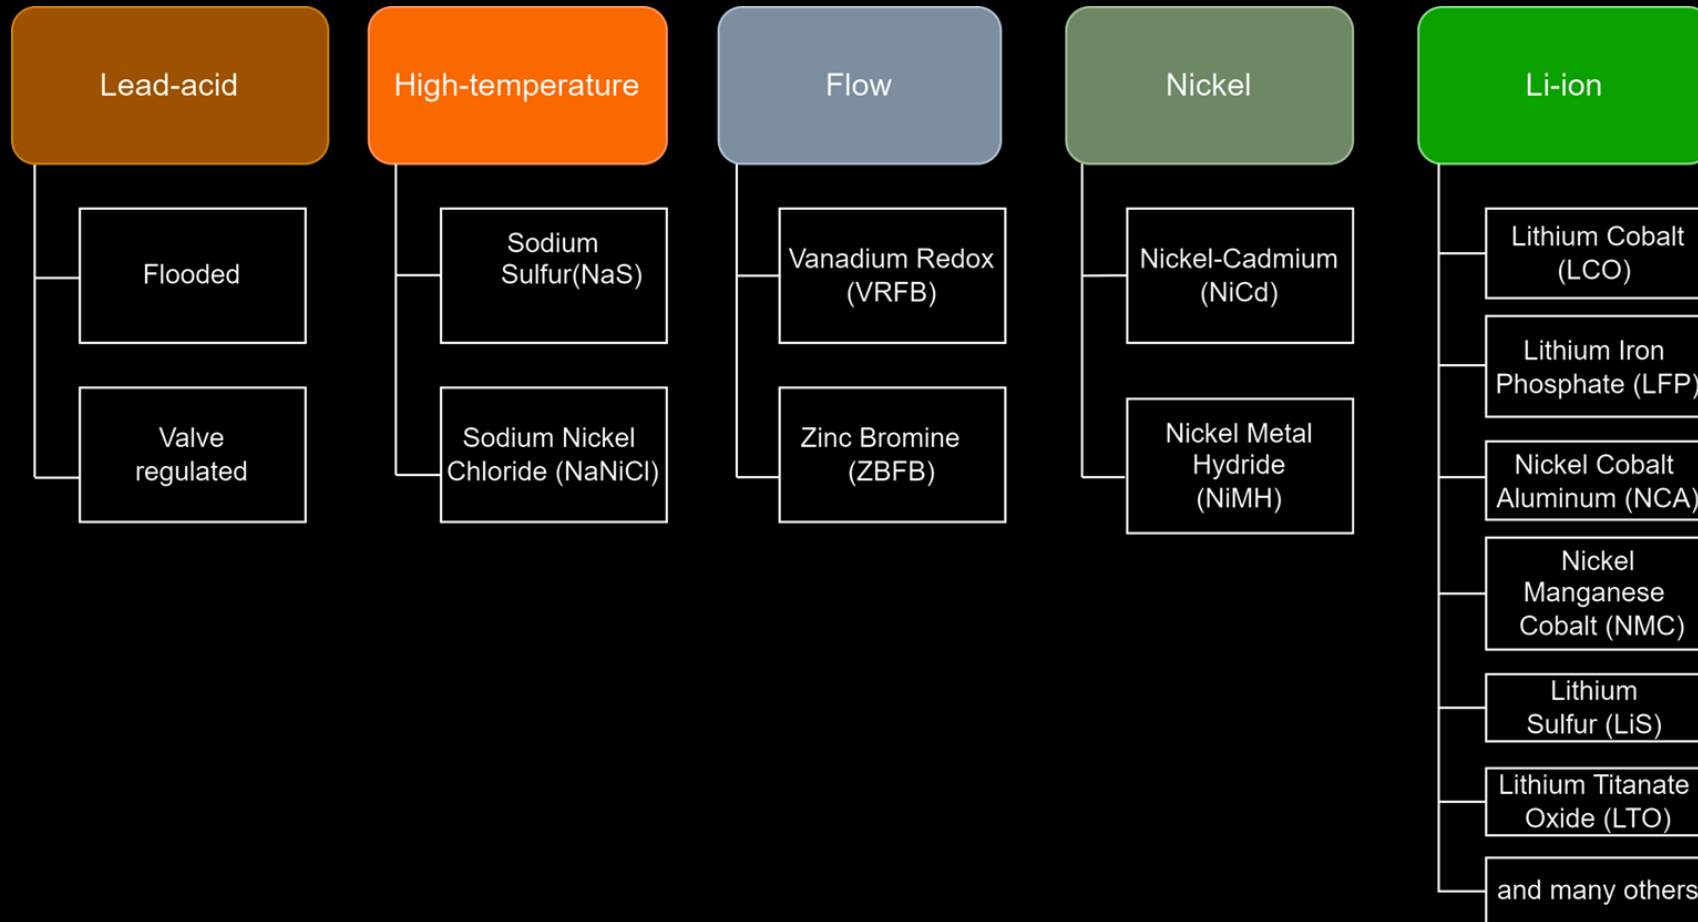 Lead-acid
Flooded
Valve
regulated
High-temperature
Sodium
Sulfur(NaS)
Sodium Nickel
Chloride (NaNiCl)
Flow
Vanadium Redox
(VRFB)
Zinc Bromine
(ZBFB)
Nickel
Nickel-Cadmium
(NiCd)
Nickel Metal
Hydride
(NiMH)
Li-ion
Lithium Cobalt
(LCO)
Lithium Iron
Phosphate (LFP)
Nickel Cobalt
Aluminum (NCA)
Nickel
Manganese
Cobalt (NMC)
Lithium
Sulfur (LiS)
Lithium Titanate
Oxide (LTO)
and many others